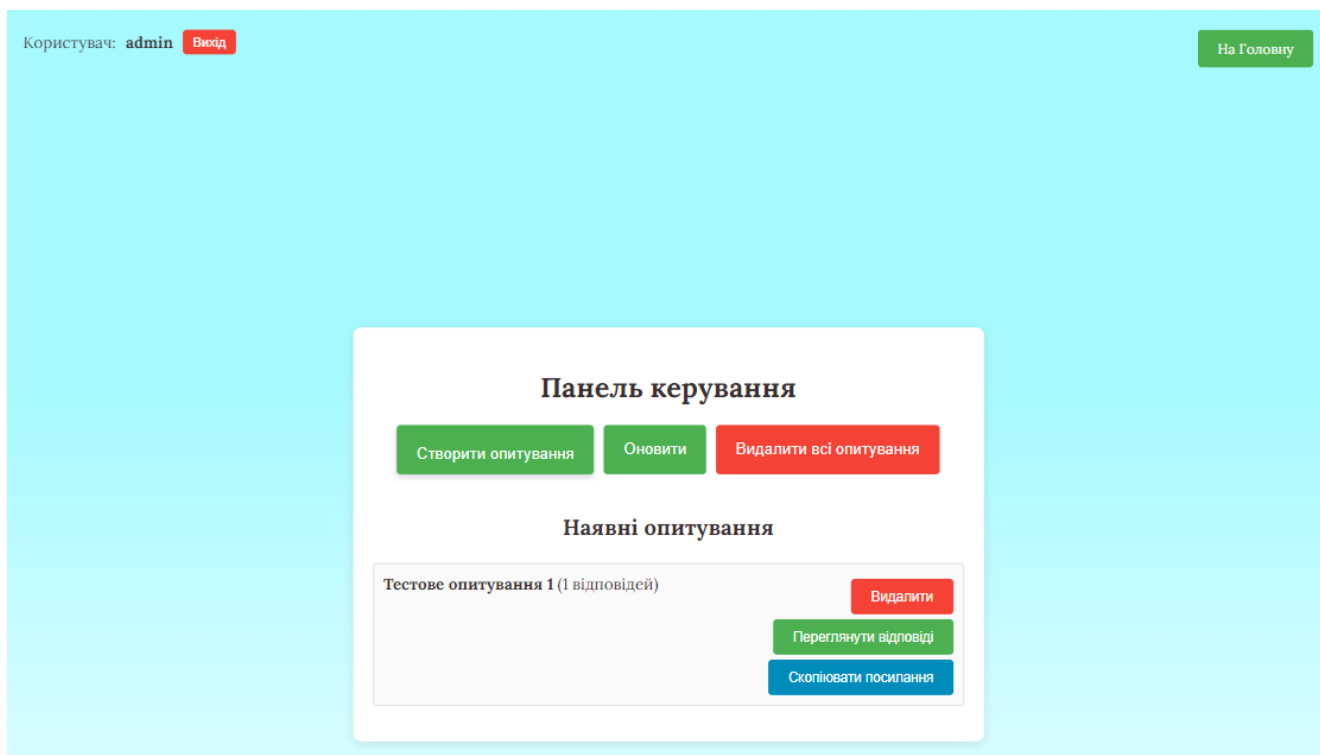 Користувач: admin Вихід
На Головну
Панель керування
Створити опитування Оновити Видалити всі опитування
Наявні опитування
Тестове опитування 1 (1 відповідей)
Видалити
Переглянути відповіді
Скопіювати посилання